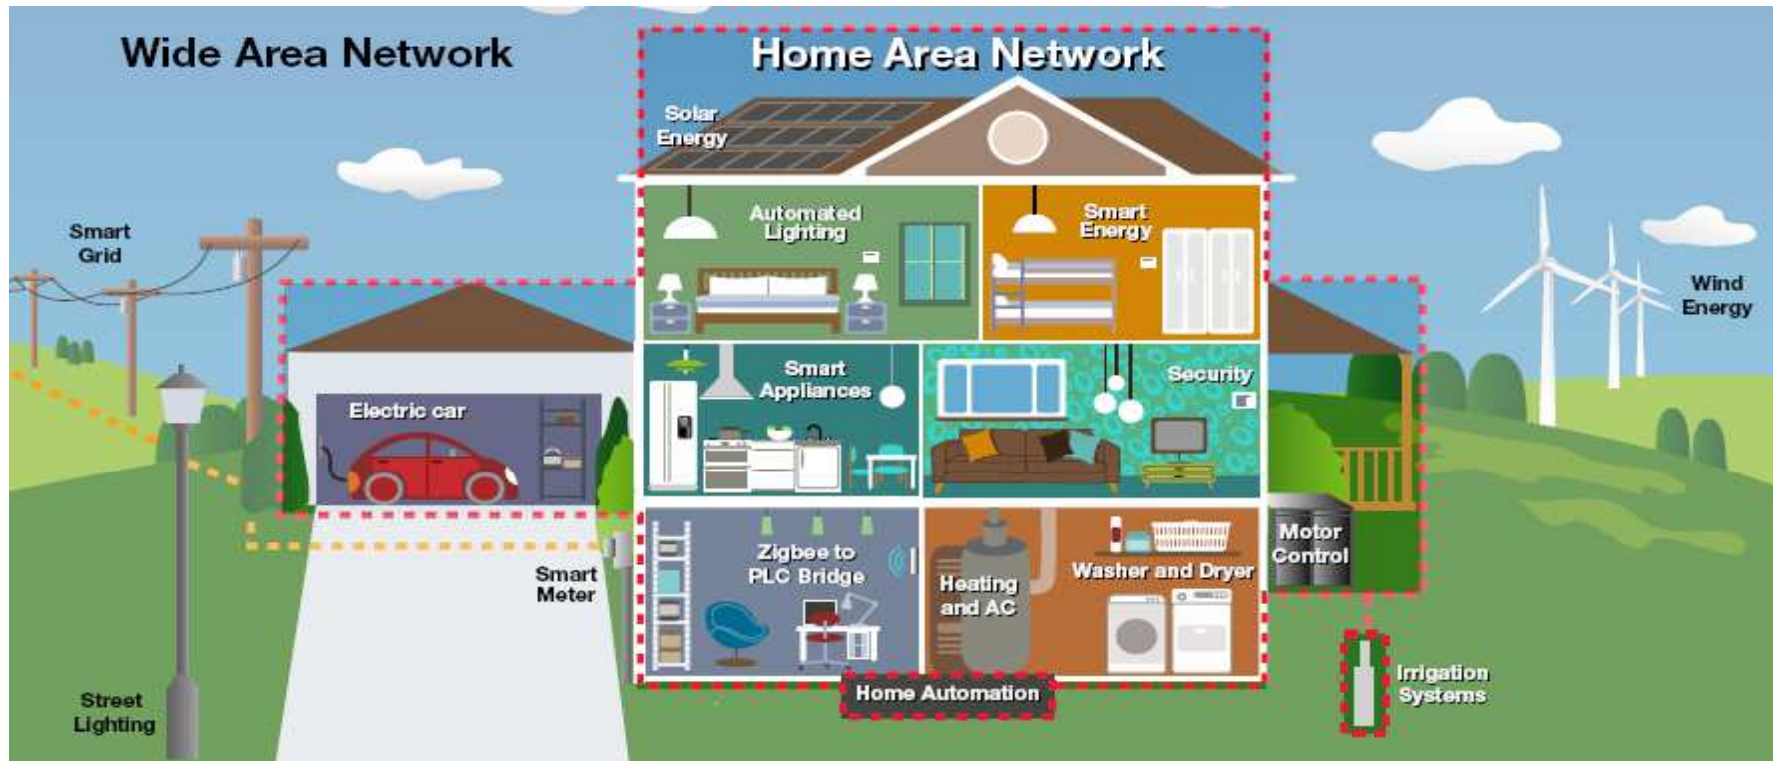 Wide Area Network
Home Area Network
Solar
Energy
Automated
Lighting
Smart
Energy
Smart
Grid
Wind
Energy
Electric car
Smart
Appliances
Security
Zigbee to
PLC Bridge
Heating
and AC
Washer and Dryer
Motor
Control
Smart
Meter
Street
Lighting
Home Automation
Irrigation
Systems